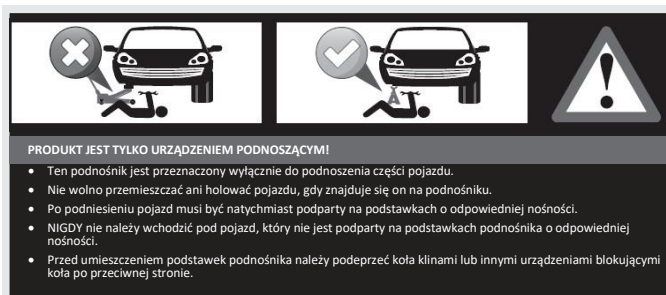 PRODUKT JEST TYLKO URZĄDZENIEM PODNOSZĄCYM!
• Ten podnośnik jest przeznaczony wyłącznie do podnoszenia części pojazdu.
• Nie wolno przemieszczać ani holować pojazdu, gdy znajduje się on na podnośniku.
• Po podniesieniu pojazd musi być natychmiast podparty na podstawkach o odpowiedniej nośności.
• NIGDY nie należy wchodzić pod pojazd, który nie jest podparty na podstawkach podnośnika o odpowiedniej
nośności.
• Przed umieszczeniem podstawek podnośnika należy podeprzeć koła klinami lub innymi urządzeniami blokującymi
koła po przeciwnej stronie.